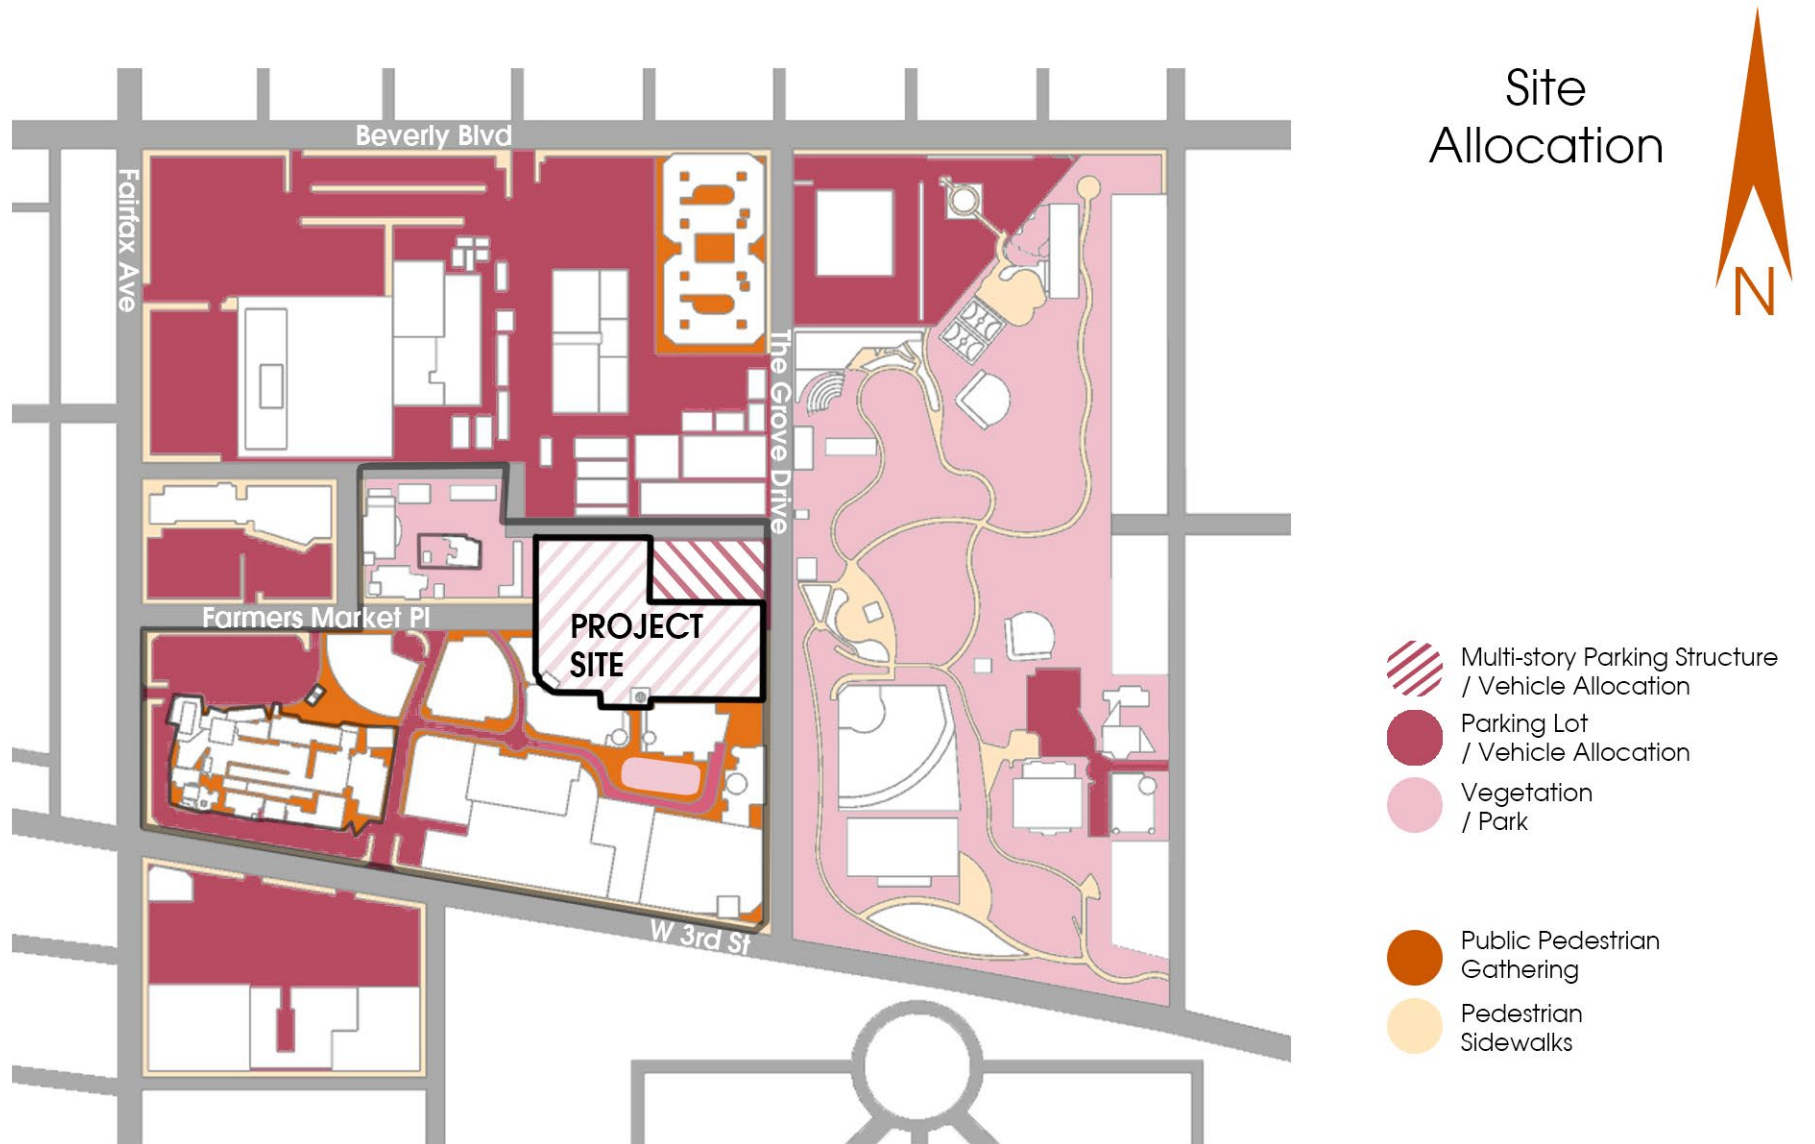 Site
Allocation
N
Beverly Blvd
Fairfax Ave
The Grove Drive
Farmers Market Pl
PROJECT
SITE
W 3rd St
Multi-story Parking Structure
/ Vehicle Allocation
Parking Lot
/ Vehicle Allocation
Vegetation
/ Park
Public Pedestrian
Gathering
Pedestrian
Sidewalks